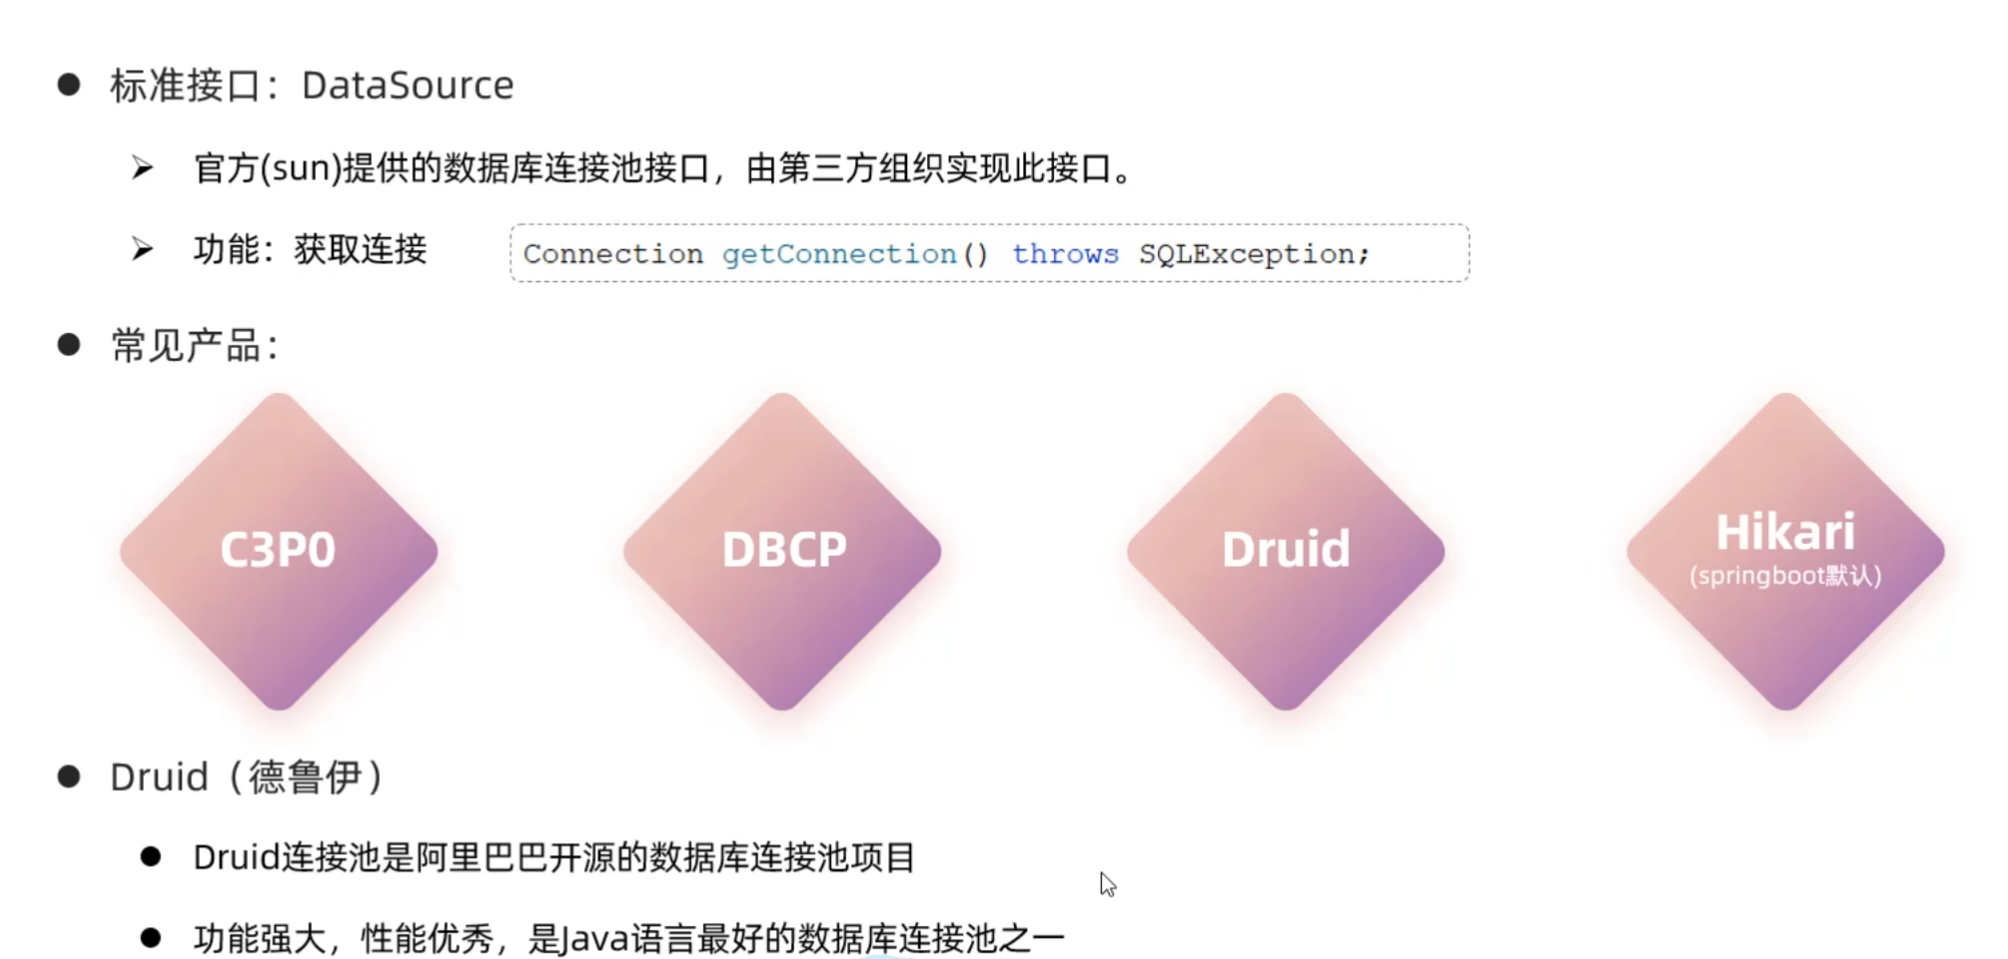 标准接口：DataSource
官方(sun)提供的数据库连接池接口，由第三方组织实现此接口。
功能：获取连接 Connection getConnection() throws SQLException;
常见产品：
C3P0 DBCP Druid Hikari
(springboot默认)
Druid（德鲁伊）
Druid连接池是阿里巴巴开源的数据库连接池项目
功能强大，性能优秀，是Java语言最好的数据库连接池之一